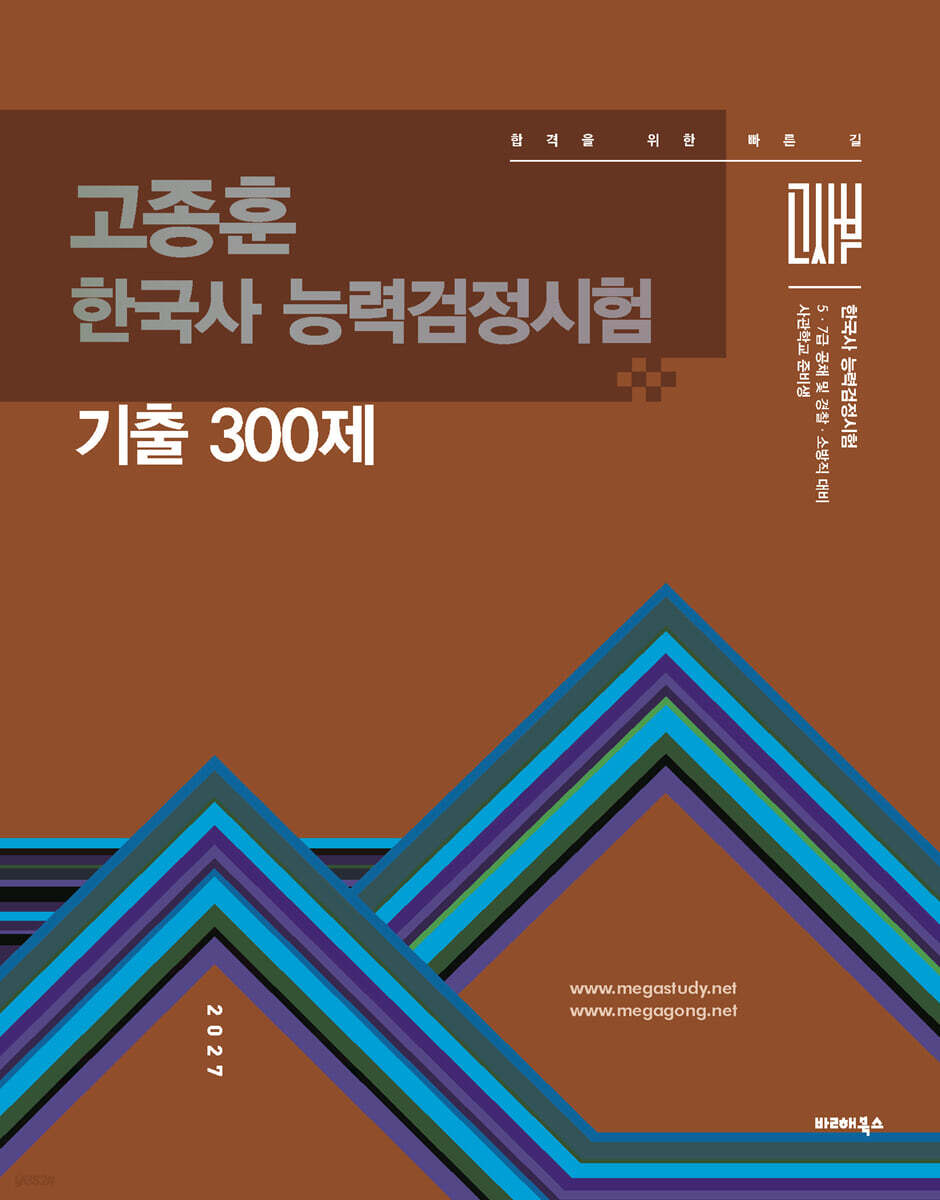 합격을 위한 빠른 길
고종훈
한국사 능력검정시험
기출 300제
한국사 능력검정시험
5 · 7급 공채 및 경찰 · 소방직 대비
사관학교 준비생
www.megastudy.net
www.megagong.net
2027
바르해북스